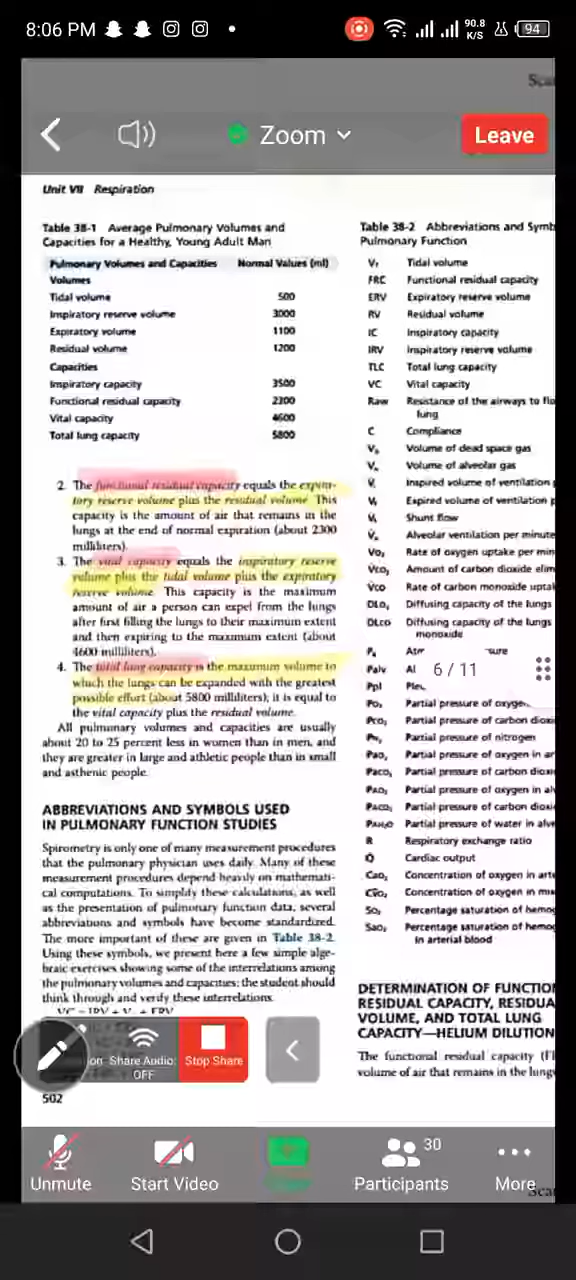 8:06 PM
90.8
K/S
94
Zoom
Leave
Unit VII Respiration
Table 38-1 Average Pulmonary Volumes and
Capacities for a Healthy, Young Adult Man
Pulmonary Volumes and Capacities Normal Values (ml)
Volumes
Tidal volume 500
Inspiratory reserve volume 3000
Expiratory volume 1100
Residual volume 1200
Capacities
Inspiratory capacity 3500
Functional residual capacity 2300
Vital capacity 4600
Total lung capacity 5800
2. The functional residual capacity equals the expira-
tory reserve volume plus the residual volume. This
capacity is the amount of air that remains in the
lungs at the end of normal expiration (about 2300
milliliters).
3. The vital capacity equals the inspiratory reserve
volume plus the tidal volume plus the expiratory
reserve volume. This capacity is the maximum
amount of air a person can expel from the lungs
after first filling the lungs to their maximum extent
and then expiring to the maximum extent (about
4600 milliliters).
4. The total lung capacity is the maximum volume to
which the lungs can be expanded with the greatest
possible effort (about 5800 milliliters); it is equal to
the vital capacity plus the residual volume.
All pulmonary volumes and capacities are usually
about 20 to 25 percent less in women than in men, and
they are greater in large and athletic people than in small
and asthenic people.
ABBREVIATIONS AND SYMBOLS USED
IN PULMONARY FUNCTION STUDIES
Spirometry is only one of many measurement procedures
that the pulmonary physician uses daily. Many of these
measurement procedures depend heavily on mathemati-
cal computations. To simplify these calculations, as well
as the presentation of pulmonary function data, several
abbreviations and symbols have become standardized.
The more important of these are given in Table 38-2.
Using these symbols, we present here a few simple alge-
braic exercises showing some of the interrelations among
the pulmonary volumes and capacities; the student should
think through and verify these interrelations.
502
Table 38-2 Abbreviations and Symb
Pulmonary Function
Tidal volume
FRC Functional residual capacity
ERV Expiratory reserve volume
RV Residual volume
IC Inspiratory capacity
IRV Inspiratory reserve volume
TLC Total lung capacity
VC Vital capacity
Raw Resistance of the airways to flo
lung
C Compliance
Volume of dead space gas
Volume of alveolar gas
Inspired volume of ventilation p
Expired volume of ventilation p
Shunt flow
Alveolar ventilation per minute
Rate of oxygen uptake per min
Amount of carbon dioxide elim
Rate of carbon monoxide uptal
Diffusing capacity of the lungs
Diffusing capacity of the lungs
monoxide
Atm sure
Palv Al
Ppl Pleu
Partial pressure of oxygen
Partial pressure of carbon dioxi
Partial pressure of nitrogen
Partial pressure of oxygen in ar
Partial pressure of carbon dioxi
Partial pressure of oxygen in alv
Partial pressure of carbon dioxi
Partial pressure of water in alve
R Respiratory exchange ratio
Cardiac output
Concentration of oxygen in arte
Concentration of oxygen in mix
Percentage saturation of hemog
Percentage saturation of hemog
in arterial blood
6 / 11
DETERMINATION OF FUNCTION
RESIDUAL CAPACITY, RESIDUA
VOLUME, AND TOTAL LUNG
CAPACITY—HELIUM DILUTION
The functional residual capacity (F
volume of air that remains in the lungs
on Share Audio:
OFF
Stop Share
Unmute
Start Video
30
Participants
More